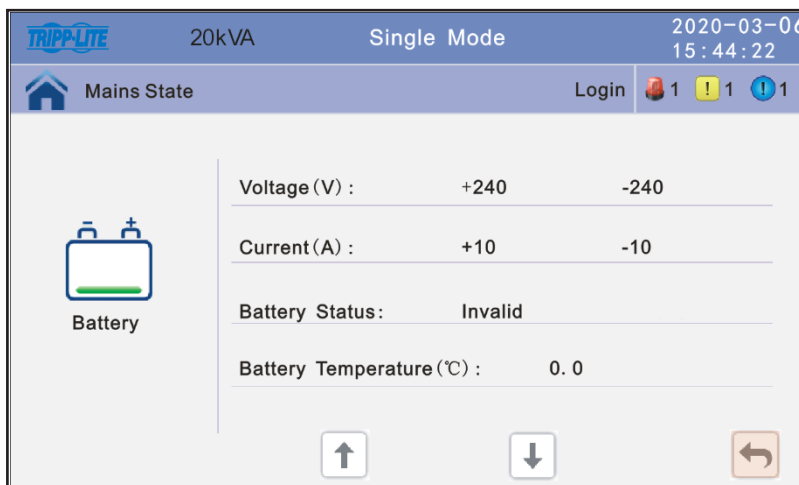 TRIPP-LITE 20kVA Single Mode 2020-03-06
15:44:22
Mains State Login 1 ! 1 ! 1
Voltage(V): +240 -240
Current(A): +10 -10
Battery Status: Invalid
Battery
Battery Temperature(℃): 0.0